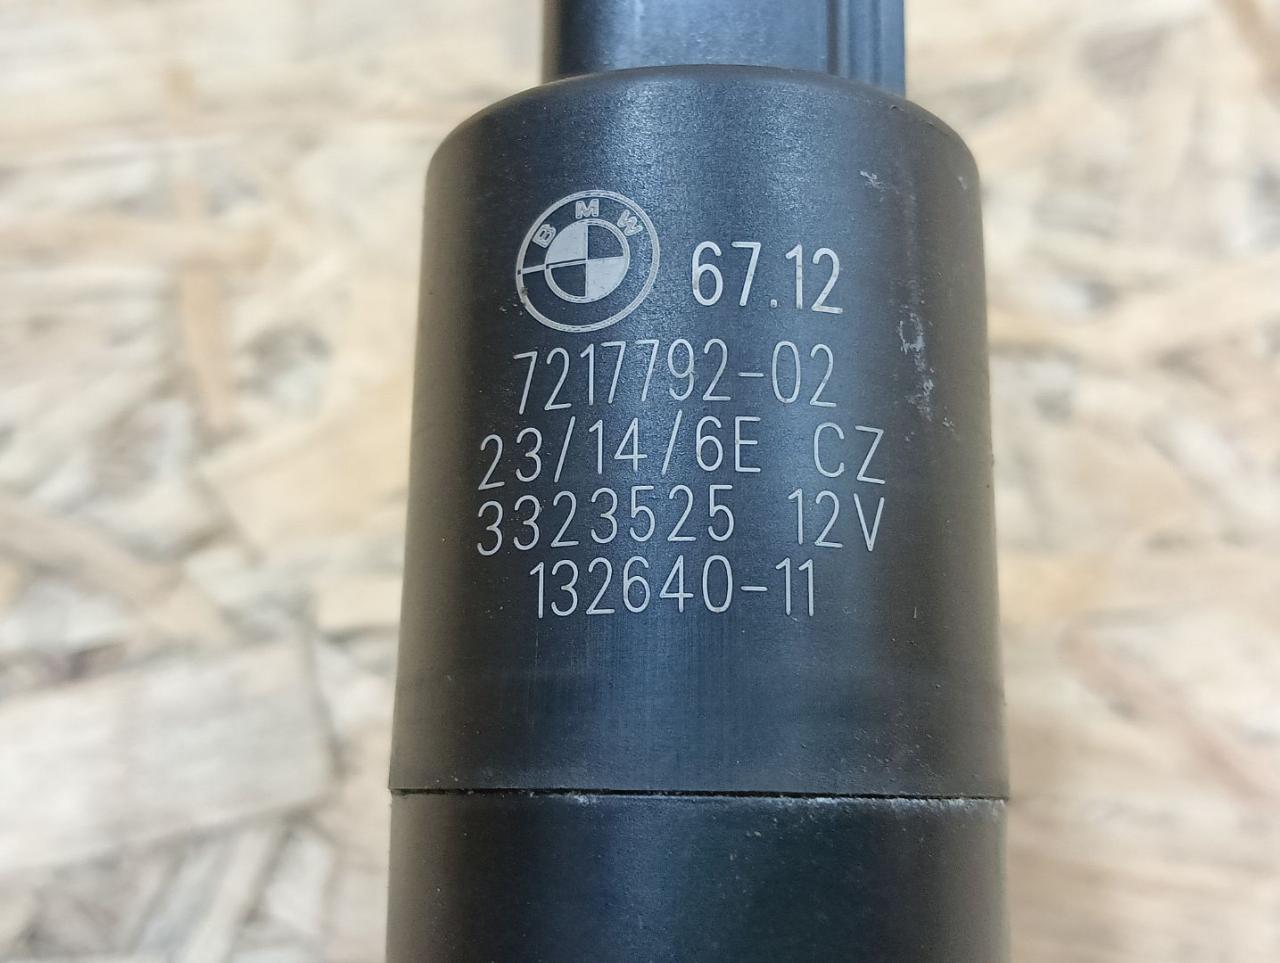 BMW 67.12
7217792-02
23/14/6E CZ
3323525 12V
132640-11